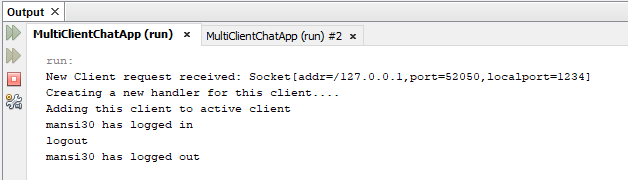 Output ×
MultiClientChatApp (run) × MultiClientChatApp (run) #2 ×
run:
New Client request received: Socket[addr=/127.0.0.1,port=52050,localport=1234]
Creating a new handler for this client....
Adding this client to active client
mansi30 has logged in
logout
mansi30 has logged out